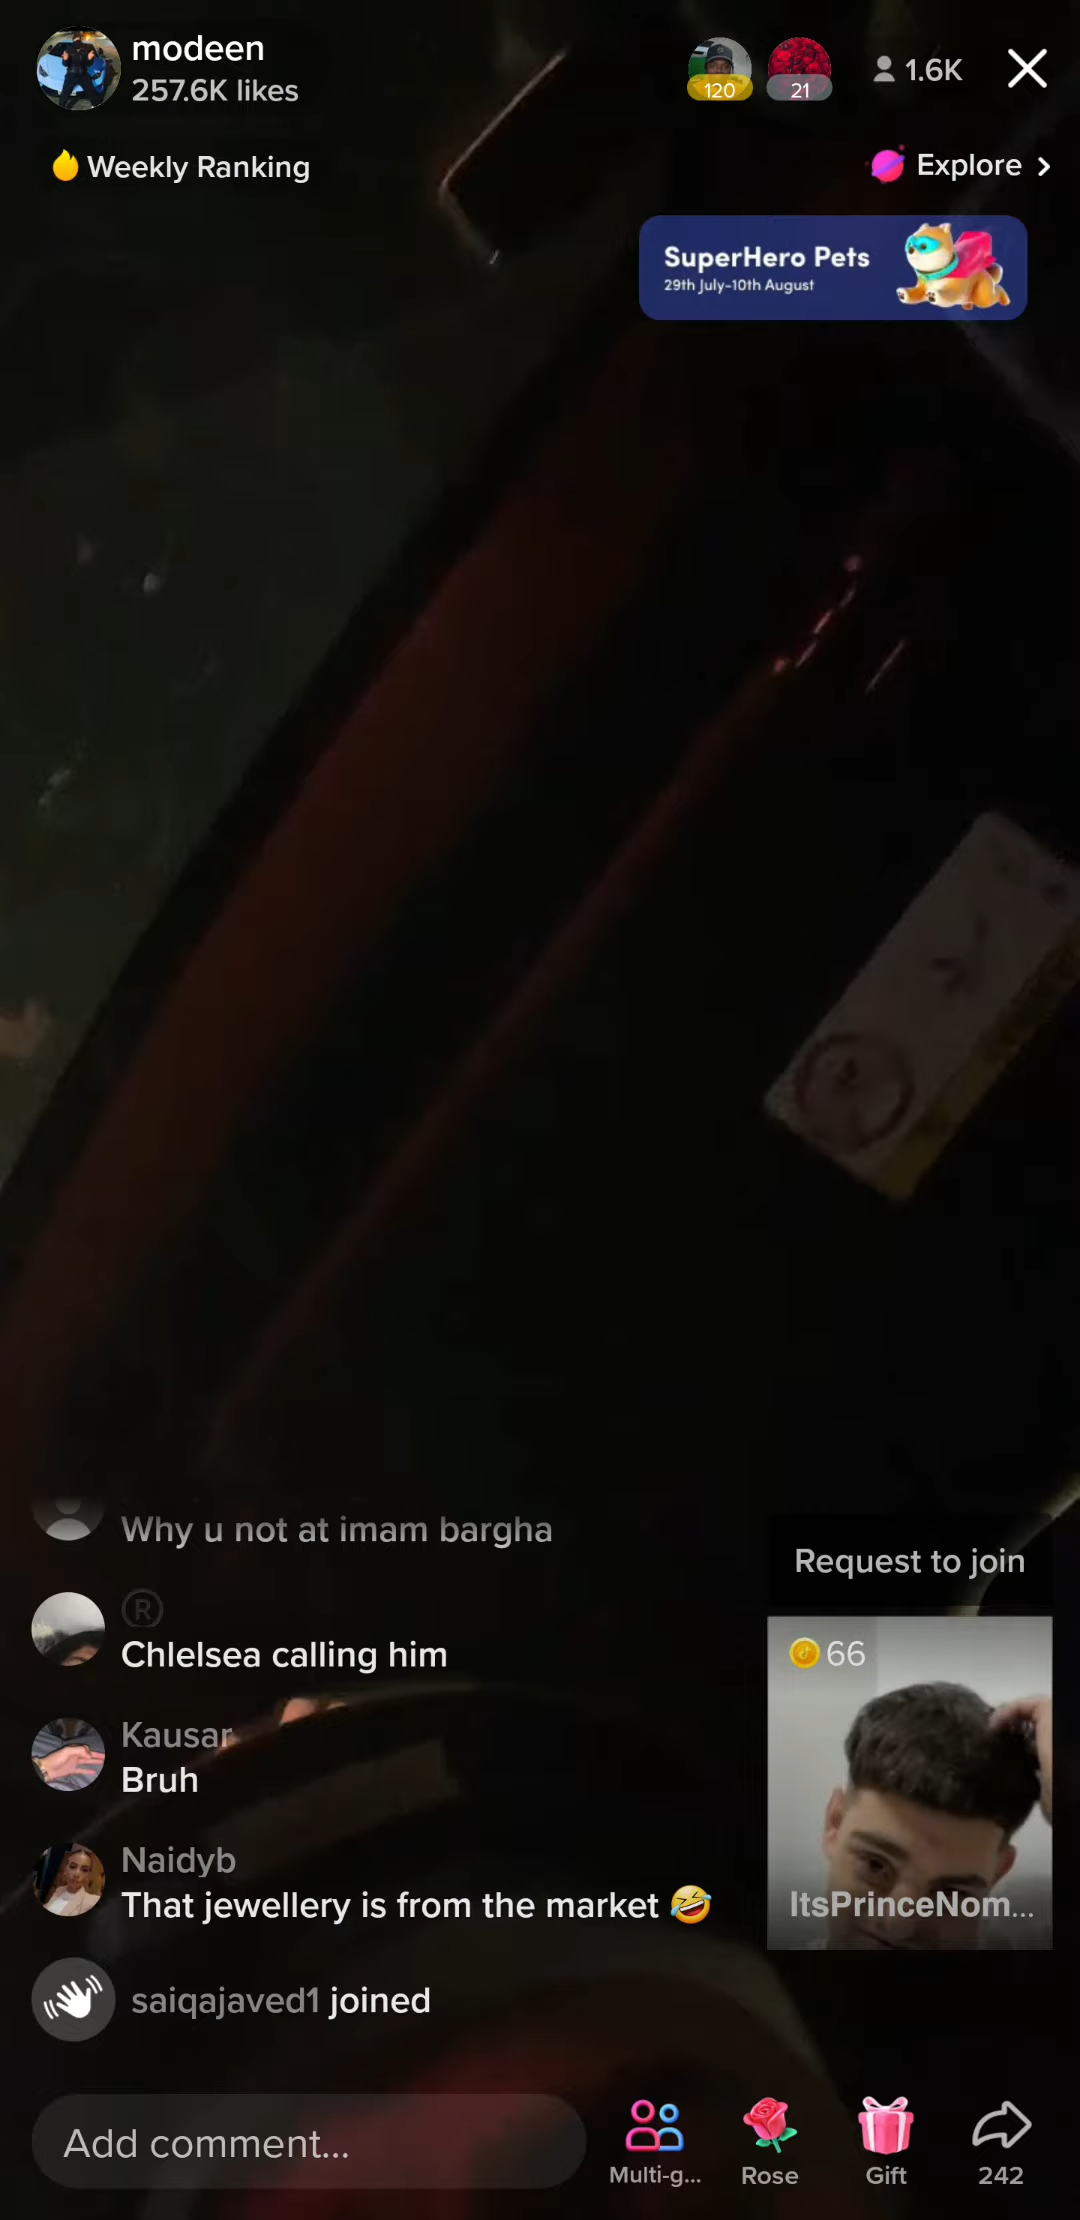 modeen
257.6K likes
120
21
1.6K
Weekly Ranking
Explore
SuperHero Pets
29th July-10th August
Why u not at imam bargha
Ⓡ
Chlelsea calling him
Kausar
Bruh
Naidyb
That jewellery is from the market 🤣
saiqajaved1 joined
Request to join
66
ItsPrinceNom...
Add comment...
Multi-g...
Rose
Gift
242